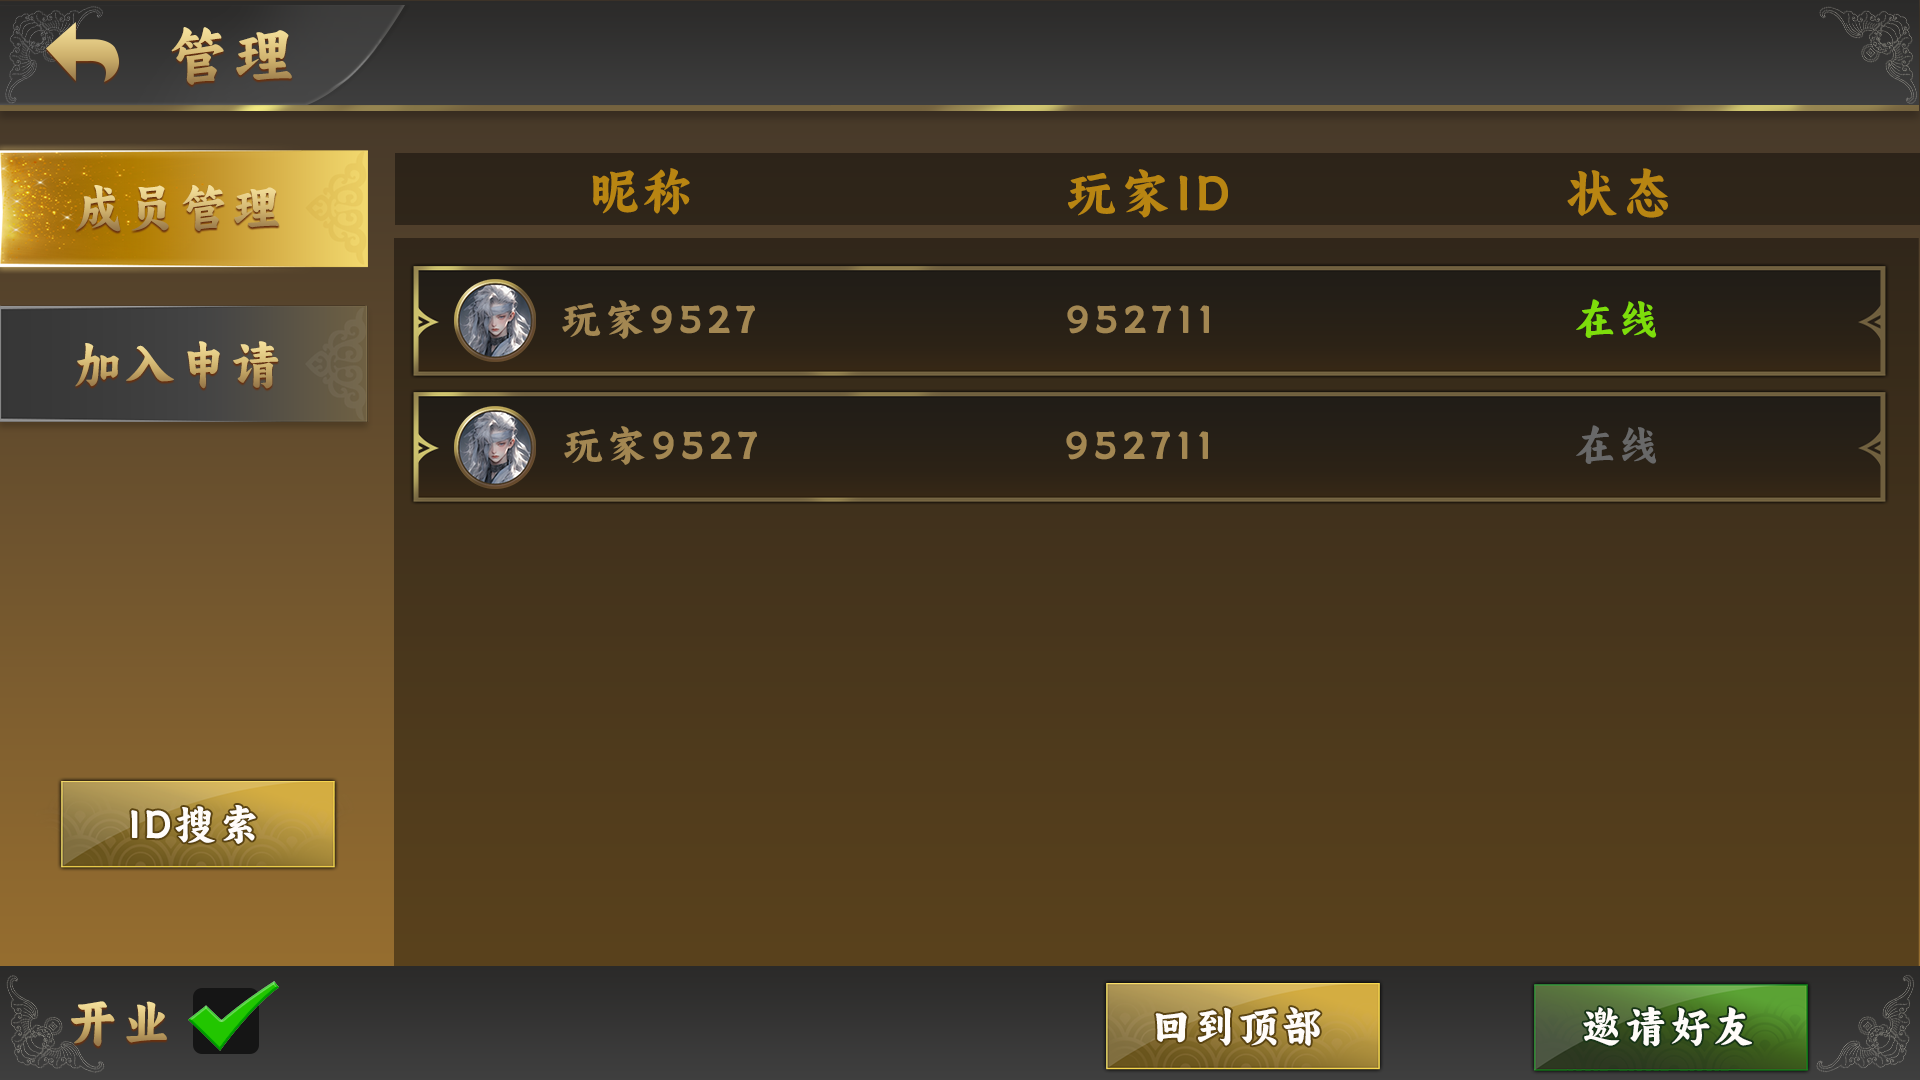 管理
成员管理
加入申请
昵称 玩家ID 状态
玩家9527 952711 在线
玩家9527 952711 在线
ID搜索
开业
回到顶部
邀请好友